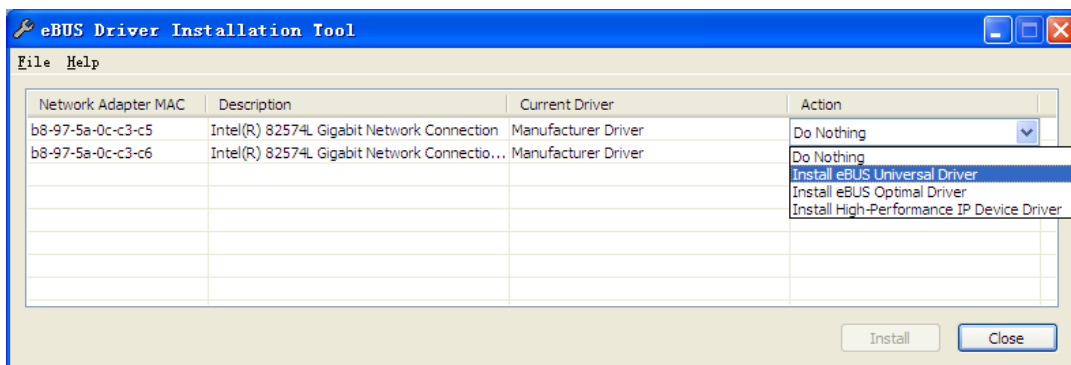 eBUS Driver Installation Tool
File Help
Network Adapter MAC Description Current Driver Action
b8-97-5a-0c-c3-c5 Intel(R) 82574L Gigabit Network Connection Manufacturer Driver Do Nothing
b8-97-5a-0c-c3-c6 Intel(R) 82574L Gigabit Network Connectio... Manufacturer Driver
Do Nothing
Install eBUS Universal Driver
Install eBUS Optimal Driver
Install High-Performance IP Device Driver
Install Close